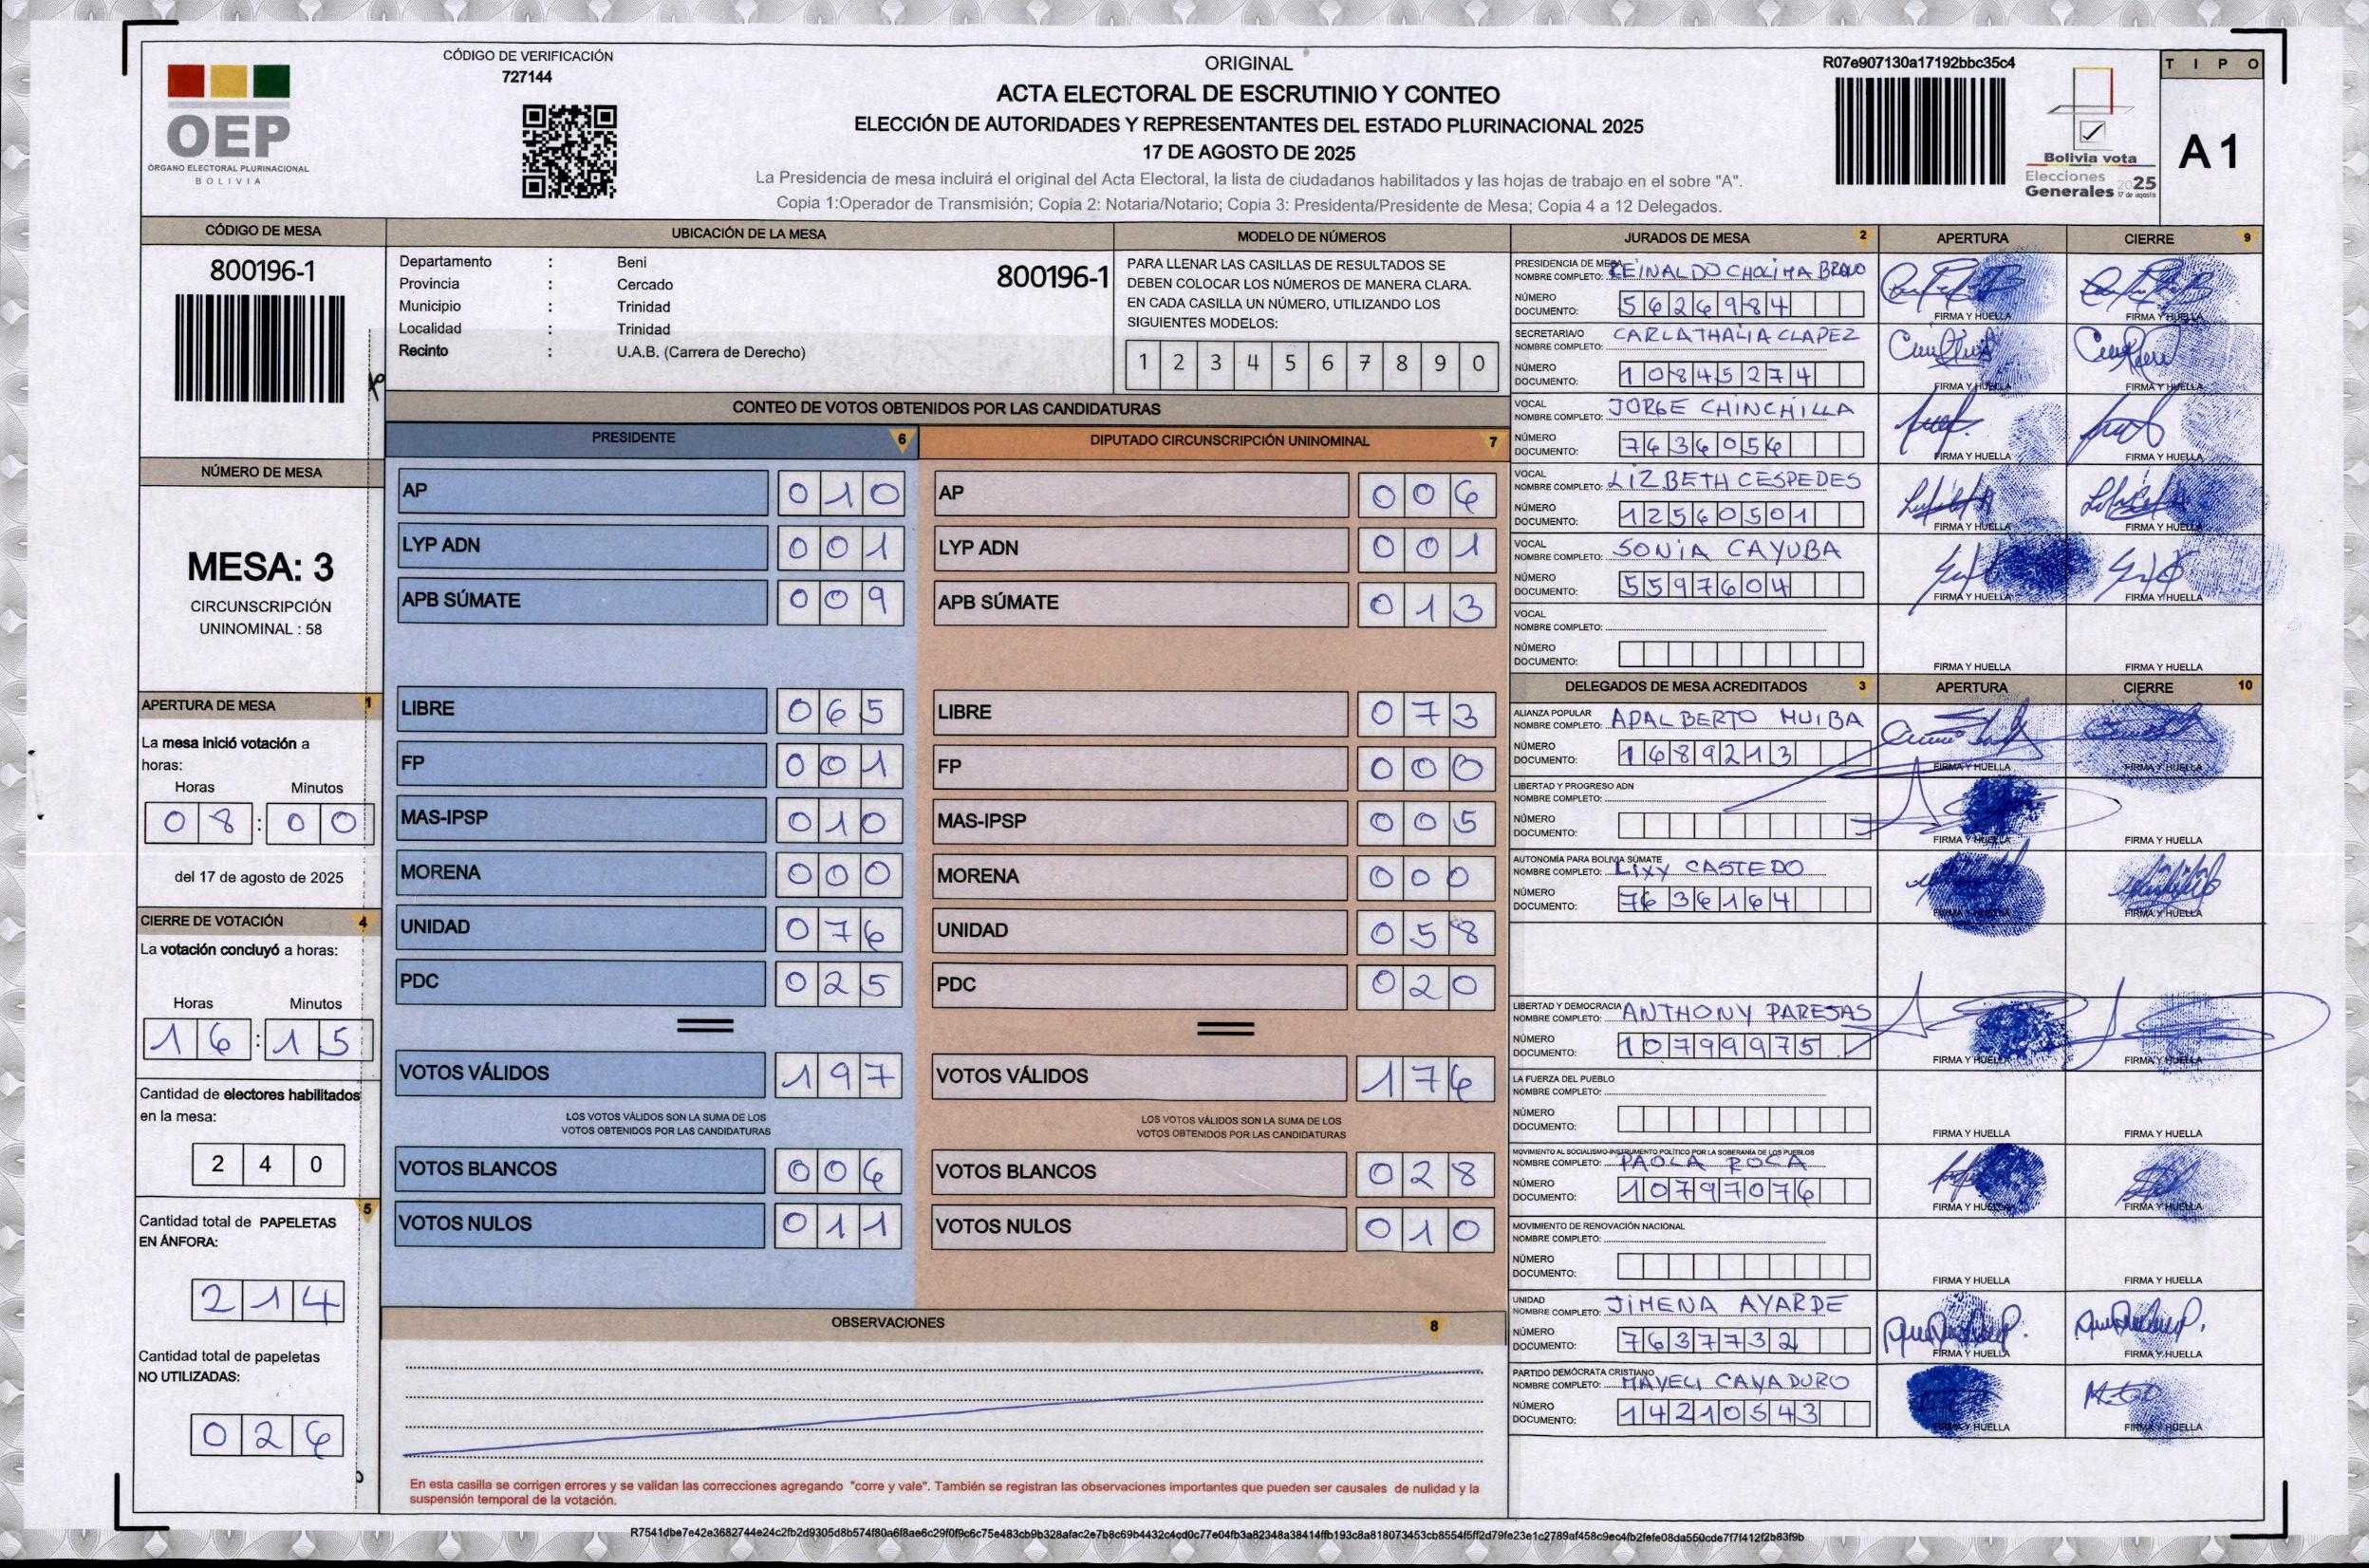 CÓDIGO DE VERIFICACIÓN
727144
OEP
ÓRGANO ELECTORAL PLURINACIONAL
BOLIVIA
ORIGINAL
ACTA ELECTORAL DE ESCRUTINIO Y CONTEO
ELECCIÓN DE AUTORIDADES Y REPRESENTANTES DEL ESTADO PLURINACIONAL 2025
17 DE AGOSTO DE 2025
La Presidencia de mesa incluirá el original del Acta Electoral, la lista de ciudadanos habilitados y las hojas de trabajo en el sobre "A".
Copia 1:Operador de Transmisión; Copia 2: Notaria/Notario; Copia 3: Presidenta/Presidente de Mesa; Copia 4 a 12 Delegados.
R07e907130a17192bbc35c4
Bolivia vota
Elecciones
Generales 2025
17 de agosto
TIPO
A1
CÓDIGO DE MESA
800196-1
NÚMERO DE MESA
MESA: 3
CIRCUNSCRIPCIÓN
UNINOMINAL : 58
APERTURA DE MESA 1
La mesa inició votación a
horas:
Horas Minutos
08:00
del 17 de agosto de 2025
CIERRE DE VOTACIÓN 4
La votación concluyó a horas:
Horas Minutos
16:15
Cantidad de electores habilitados
en la mesa:
240
5
Cantidad total de PAPELETAS
EN ÁNFORA:
214
Cantidad total de papeletas
NO UTILIZADAS:
026
UBICACIÓN DE LA MESA
Departamento : Beni
Provincia : Cercado
Municipio : Trinidad
Localidad : Trinidad
Recinto : U.A.B. (Carrera de Derecho)
800196-1
MODELO DE NÚMEROS
PARA LLENAR LAS CASILLAS DE RESULTADOS SE
DEBEN COLOCAR LOS NÚMEROS DE MANERA CLARA.
EN CADA CASILLA UN NÚMERO, UTILIZANDO LOS
SIGUIENTES MODELOS:
1 2 3 4 5 6 7 8 9 0
CONTEO DE VOTOS OBTENIDOS POR LAS CANDIDATURAS
PRESIDENTE 6
AP 010
LYP ADN 001
APB SÚMATE 009
LIBRE 065
FP 001
MAS-IPSP 010
MORENA 000
UNIDAD 076
PDC 025
VOTOS VÁLIDOS 197
LOS VOTOS VÁLIDOS SON LA SUMA DE LOS
VOTOS OBTENIDOS POR LAS CANDIDATURAS
VOTOS BLANCOS 006
VOTOS NULOS 011
DIPUTADO CIRCUNSCRIPCIÓN UNINOMINAL 7
AP 006
LYP ADN 001
APB SÚMATE 013
LIBRE 073
FP 000
MAS-IPSP 005
MORENA 000
UNIDAD 058
PDC 020
VOTOS VÁLIDOS 176
LOS VOTOS VÁLIDOS SON LA SUMA DE LOS
VOTOS OBTENIDOS POR LAS CANDIDATURAS
VOTOS BLANCOS 028
VOTOS NULOS 010
OBSERVACIONES 8
En esta casilla se corrigen errores y se validan las correcciones agregando "corre y vale". También se registran las observaciones importantes que pueden ser causales de nulidad y la
suspensión temporal de la votación.
JURADOS DE MESA 2 APERTURA CIERRE 9
PRESIDENCIA DE MESA
NOMBRE COMPLETO: REINALDO CHOLIMA BRAVO
NÚMERO
DOCUMENTO: 5626984
FIRMA Y HUELLA FIRMA Y HUELLA
SECRETARIA/O
NOMBRE COMPLETO: CARLA THALIA CLAPEZ
NÚMERO
DOCUMENTO: 10845274
FIRMA Y HUELLA FIRMA Y HUELLA
VOCAL
NOMBRE COMPLETO: JORGE CHINCHILLA
NÚMERO
DOCUMENTO: 7636056
FIRMA Y HUELLA FIRMA Y HUELLA
VOCAL
NOMBRE COMPLETO: LIZBETH CESPEDES
NÚMERO
DOCUMENTO: 12560501
FIRMA Y HUELLA FIRMA Y HUELLA
VOCAL
NOMBRE COMPLETO: SONIA CAYUBA
NÚMERO
DOCUMENTO: 5597604
FIRMA Y HUELLA FIRMA Y HUELLA
VOCAL
NOMBRE COMPLETO:
NÚMERO
DOCUMENTO:
FIRMA Y HUELLA FIRMA Y HUELLA
DELEGADOS DE MESA ACREDITADOS 3 APERTURA CIERRE 10
ALIANZA POPULAR
NOMBRE COMPLETO: ADALBERTO MUIBA
NÚMERO
DOCUMENTO: 1689213
FIRMA Y HUELLA FIRMA Y HUELLA
LIBERTAD Y PROGRESO ADN
NOMBRE COMPLETO:
NÚMERO
DOCUMENTO:
FIRMA Y HUELLA FIRMA Y HUELLA
AUTONOMÍA PARA BOLIVIA SÚMATE
NOMBRE COMPLETO: LIXY CASTEDO
NÚMERO
DOCUMENTO: 7636164
FIRMA Y HUELLA FIRMA Y HUELLA
LIBERTAD Y DEMOCRACIA
NOMBRE COMPLETO: ANTHONY PAREJAS
NÚMERO
DOCUMENTO: 10799975
FIRMA Y HUELLA FIRMA Y HUELLA
LA FUERZA DEL PUEBLO
NOMBRE COMPLETO:
NÚMERO
DOCUMENTO:
FIRMA Y HUELLA FIRMA Y HUELLA
MOVIMIENTO AL SOCIALISMO-INSTRUMENTO POLÍTICO POR LA SOBERANÍA DE LOS PUEBLOS
NOMBRE COMPLETO: PAOLA ROCA
NÚMERO
DOCUMENTO: 10797076
FIRMA Y HUELLA FIRMA Y HUELLA
MOVIMIENTO DE RENOVACIÓN NACIONAL
NOMBRE COMPLETO:
NÚMERO
DOCUMENTO:
FIRMA Y HUELLA FIRMA Y HUELLA
UNIDAD
NOMBRE COMPLETO: JIMENA AYARDE
NÚMERO
DOCUMENTO: 7637732
FIRMA Y HUELLA FIRMA Y HUELLA
PARTIDO DEMÓCRATA CRISTIANO
NOMBRE COMPLETO: MAYELI CAYADURO
NÚMERO
DOCUMENTO: 14210543
FIRMA Y HUELLA FIRMA Y HUELLA